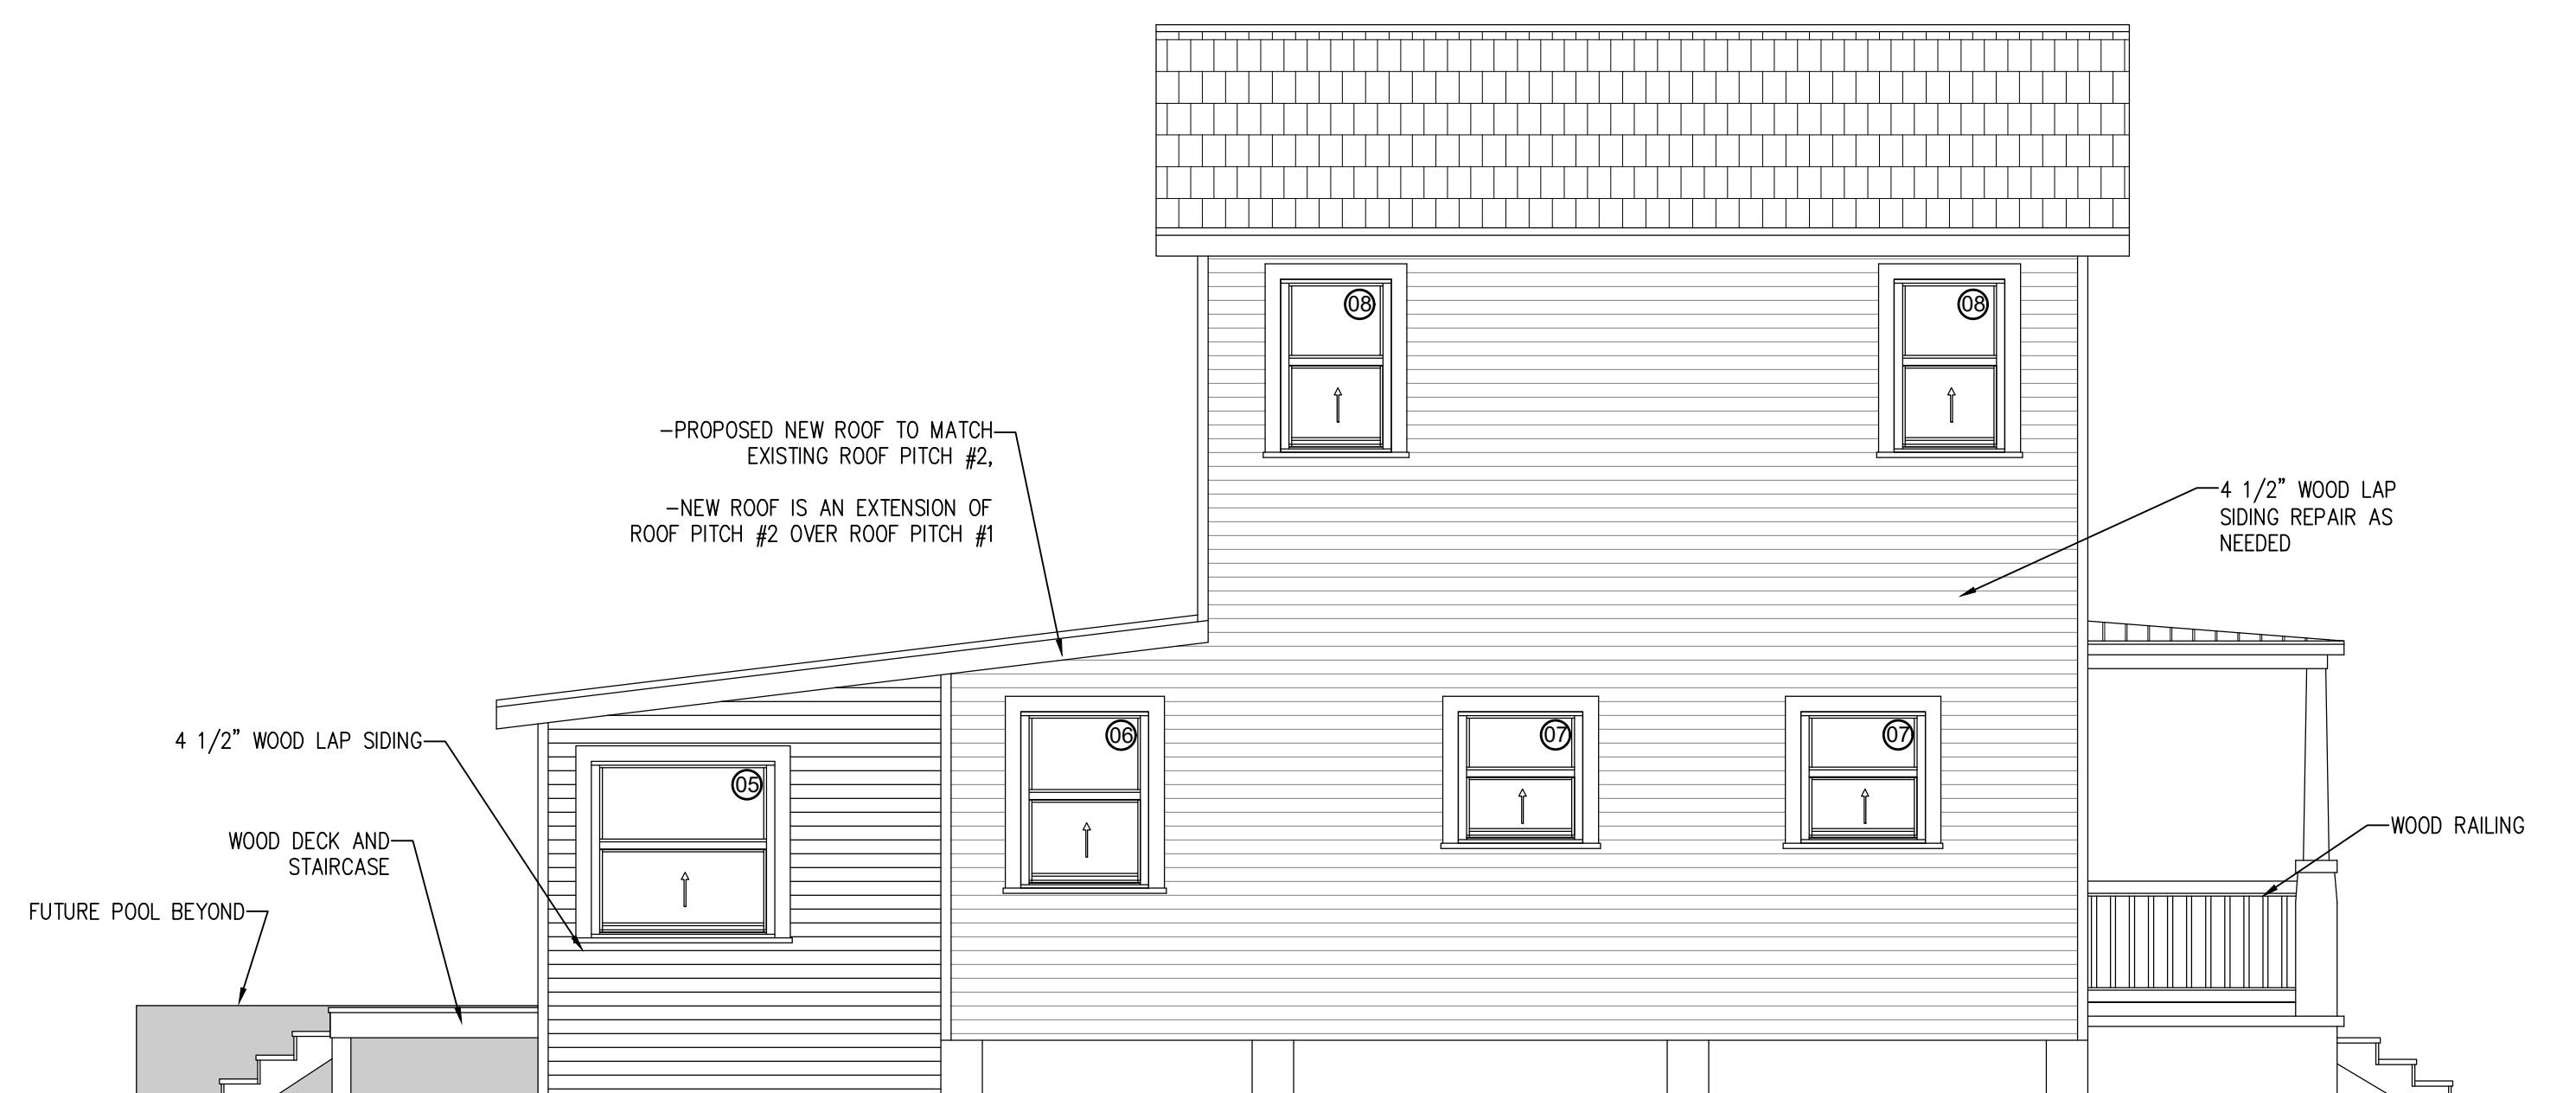 08
08
-PROPOSED NEW ROOF TO MATCH
EXISTING ROOF PITCH #2,
-NEW ROOF IS AN EXTENSION OF
ROOF PITCH #2 OVER ROOF PITCH #1
4 1/2” WOOD LAP
SIDING REPAIR AS
NEEDED
4 1/2” WOOD LAP SIDING
05
06
07
07
WOOD DECK AND
STAIRCASE
WOOD RAILING
FUTURE POOL BEYOND